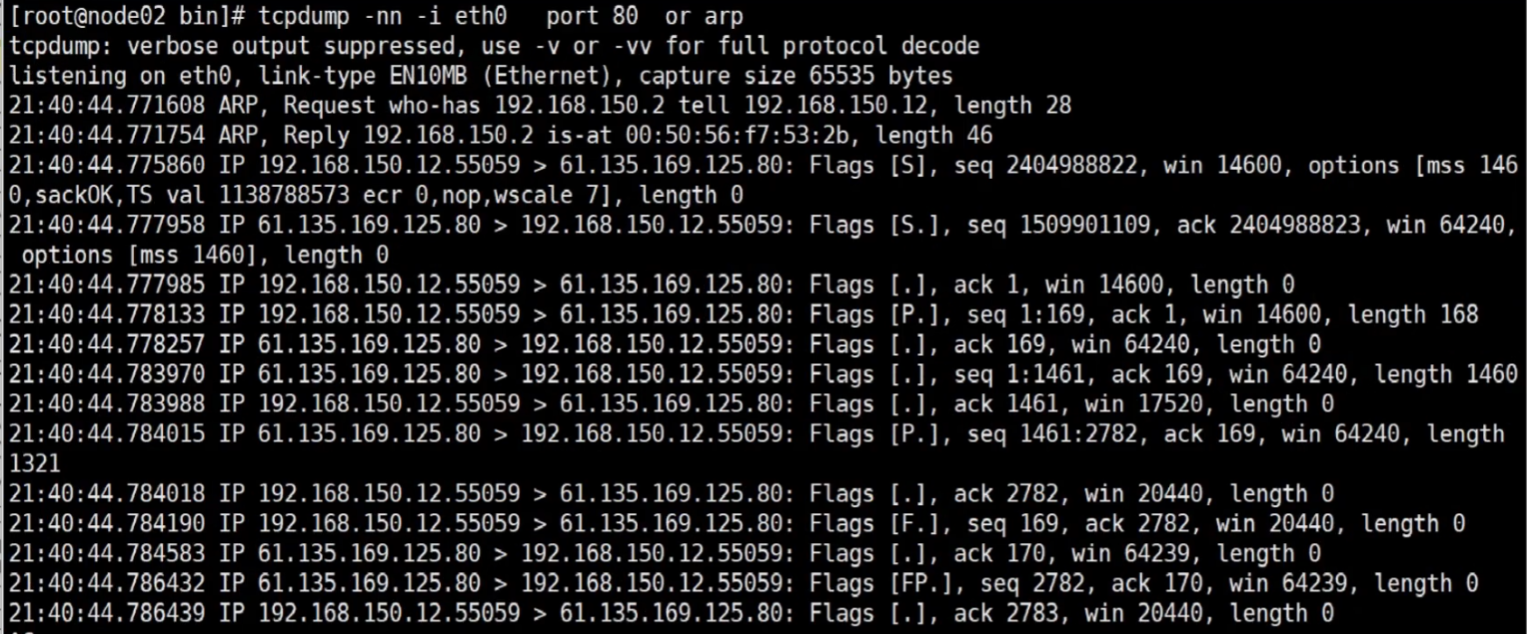 [root@node02 bin]# tcpdump -nn -i eth0   port 80  or arp
tcpdump: verbose output suppressed, use -v or -vv for full protocol decode
listening on eth0, link-type EN10MB (Ethernet), capture size 65535 bytes
21:40:44.771608 ARP, Request who-has 192.168.150.2 tell 192.168.150.12, length 28
21:40:44.771754 ARP, Reply 192.168.150.2 is-at 00:50:56:f7:53:2b, length 46
21:40:44.775860 IP 192.168.150.12.55059 > 61.135.169.125.80: Flags [S], seq 2404988822, win 14600, options [mss 146
0,sackOK,TS val 1138788573 ecr 0,nop,wscale 7], length 0
21:40:44.777958 IP 61.135.169.125.80 > 192.168.150.12.55059: Flags [S.], seq 1509901109, ack 2404988823, win 64240,
 options [mss 1460], length 0
21:40:44.777985 IP 192.168.150.12.55059 > 61.135.169.125.80: Flags [.], ack 1, win 14600, length 0
21:40:44.778133 IP 192.168.150.12.55059 > 61.135.169.125.80: Flags [P.], seq 1:169, ack 1, win 14600, length 168
21:40:44.778257 IP 61.135.169.125.80 > 192.168.150.12.55059: Flags [.], ack 169, win 64240, length 0
21:40:44.783970 IP 61.135.169.125.80 > 192.168.150.12.55059: Flags [.], seq 1:1461, ack 169, win 64240, length 1460
21:40:44.783988 IP 192.168.150.12.55059 > 61.135.169.125.80: Flags [.], ack 1461, win 17520, length 0
21:40:44.784015 IP 61.135.169.125.80 > 192.168.150.12.55059: Flags [P.], seq 1461:2782, ack 169, win 64240, length
1321
21:40:44.784018 IP 192.168.150.12.55059 > 61.135.169.125.80: Flags [.], ack 2782, win 20440, length 0
21:40:44.784190 IP 192.168.150.12.55059 > 61.135.169.125.80: Flags [F.], seq 169, ack 2782, win 20440, length 0
21:40:44.784583 IP 61.135.169.125.80 > 192.168.150.12.55059: Flags [.], ack 170, win 64239, length 0
21:40:44.786432 IP 61.135.169.125.80 > 192.168.150.12.55059: Flags [FP.], seq 2782, ack 170, win 64239, length 0
21:40:44.786439 IP 192.168.150.12.55059 > 61.135.169.125.80: Flags [.], ack 2783, win 20440, length 0